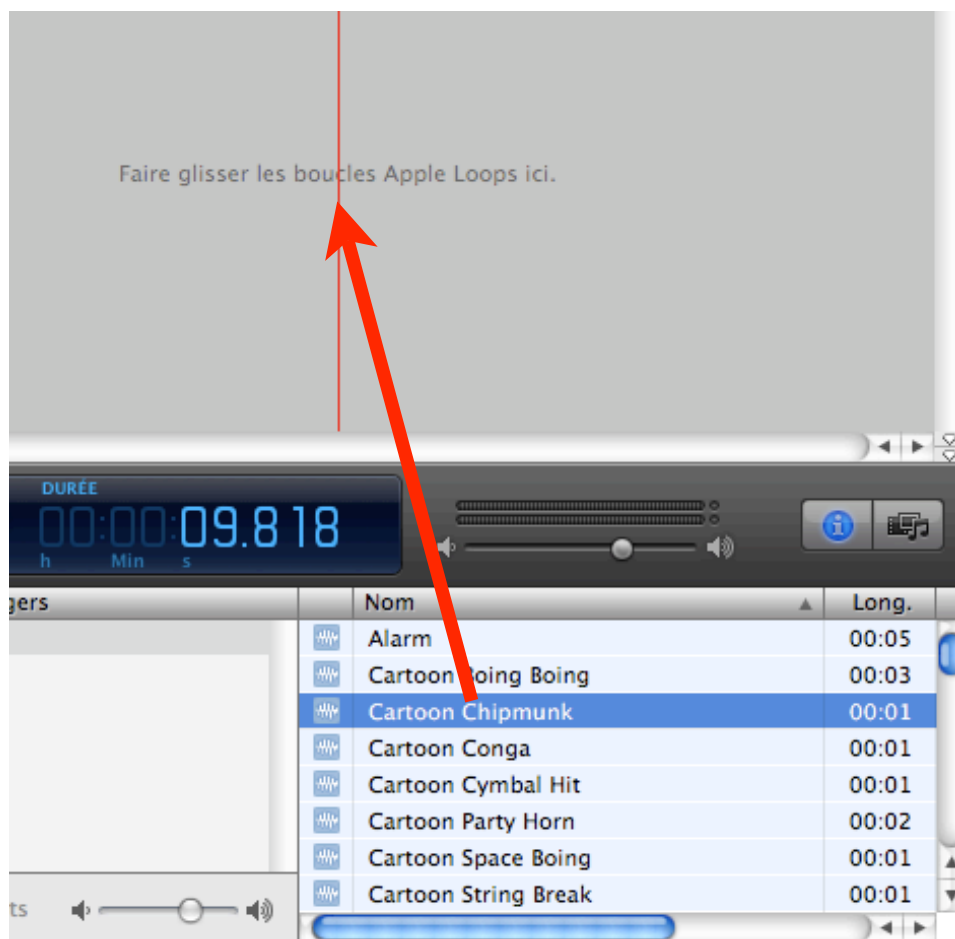 Faire glisser les boucles Apple Loops ici.
DURÉE
00:00:09.818
h Min s
gers Nom Long.
Alarm 00:05
Cartoon Boing Boing 00:03
Cartoon Chipmunk 00:01
Cartoon Conga 00:01
Cartoon Cymbal Hit 00:01
Cartoon Party Horn 00:02
Cartoon Space Boing 00:01
ts Cartoon String Break 00:01